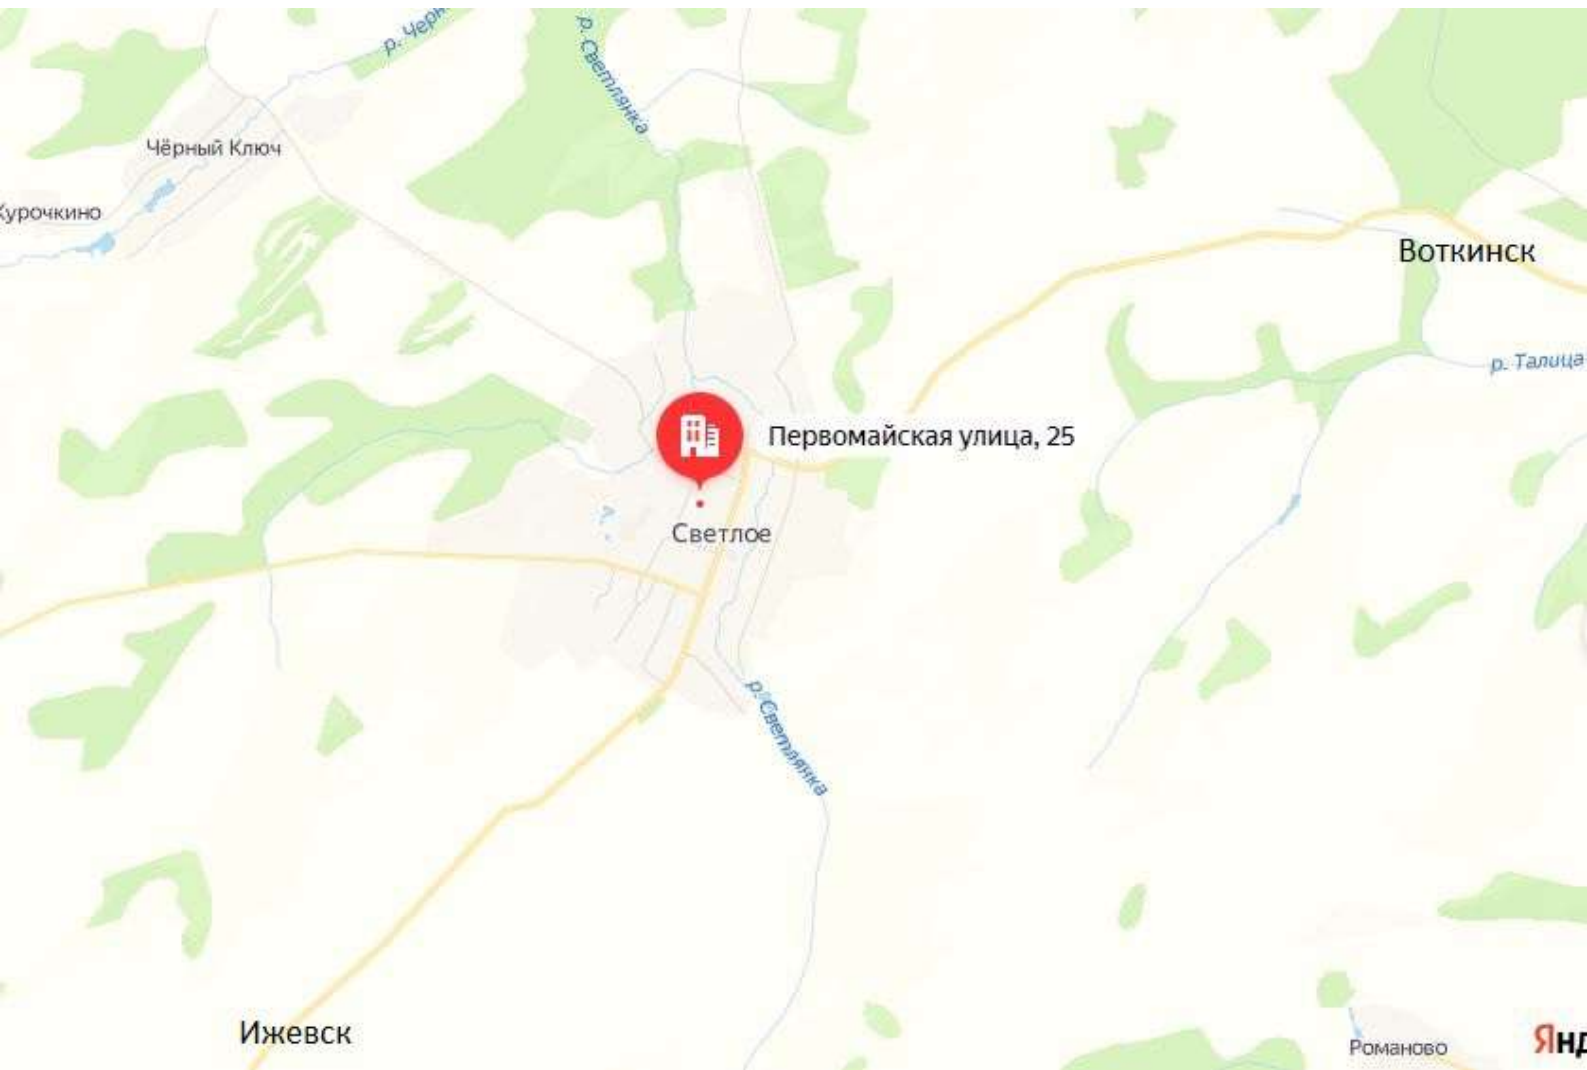 р. Черн
р. Светлянка
Чёрный Ключ
Курочкино
Воткинск
р. Талица
Первомайская улица, 25
Светлое
р. Светлянка
Ижевск
Романово
Янд